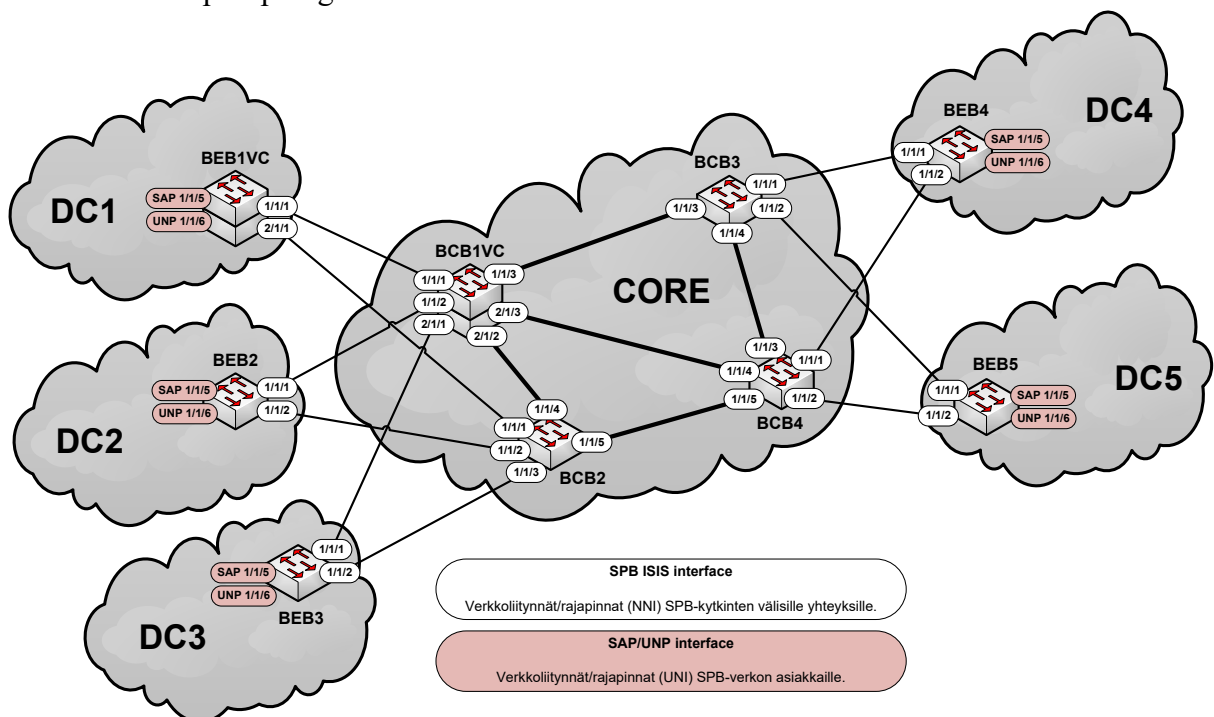 DC1
BEB1VC
SAP 1/1/5
UNP 1/1/6
1/1/1
2/1/1
DC2
BEB2
SAP 1/1/5
UNP 1/1/6
1/1/1
1/1/2
DC3
BEB3
SAP 1/1/5
UNP 1/1/6
1/1/1
1/1/2
CORE
BCB1VC
1/1/1
1/1/2
2/1/1
1/1/3
2/1/3
2/1/2
BCB2
1/1/4
1/1/1
1/1/2
1/1/3
1/1/5
BCB3
1/1/3
1/1/1
1/1/2
1/1/4
BCB4
1/1/3
1/1/4
1/1/5
1/1/1
1/1/2
DC4
BEB4
1/1/1
1/1/2
SAP 1/1/5
UNP 1/1/6
DC5
BEB5
1/1/1
1/1/2
SAP 1/1/5
UNP 1/1/6
SPB ISIS interface
Verkkoliitynnät/rajapinnat (NNI) SPB-kytkinten välisille yhteyksille.
SAP/UNP interface
Verkkoliitynnät/rajapinnat (UNI) SPB-verkon asiakkaille.